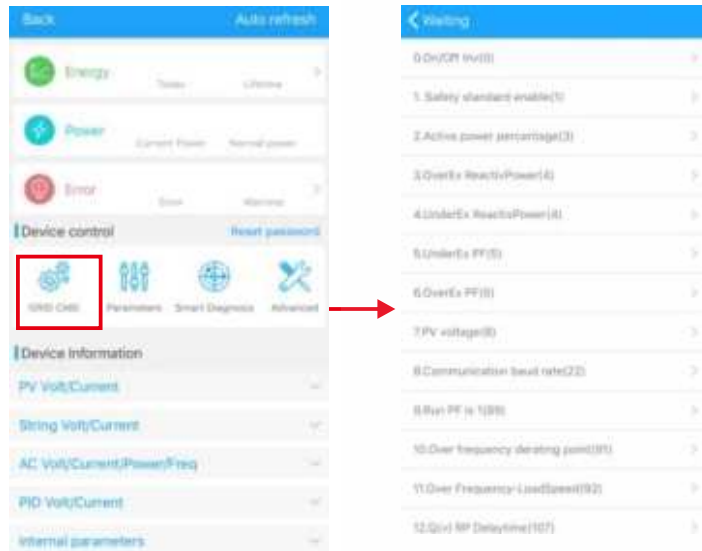 Back
Auto refresh
Energy
Today
Lifetime
Power
Current Power
Normal power
Error
Error
Warning
Device control
Reset password
Parameters
Smart Diagnosis
Advanced
Device Information
PV Volt/Current
String Volt/Current
AC Volt/Current/Power/Freq
PID Volt/Current
Internal parameters
Waiting
0.On/Off Inv(0)
1. Safety standard enable(1)
2.Active power percentage(3)
3.OverEx ReactivPower(4)
4.UnderEx ReactivPower(4)
5.UnderEx PF(5)
6.OverEx PF(5)
7.PV voltage(8)
8.Communication baud rate(22)
9.Run PF is 1(89)
10.Over frequency derating point(91)
11.Over Frequency-LoadSpeed(92)
12.Q(v) RP Delaytime(107)